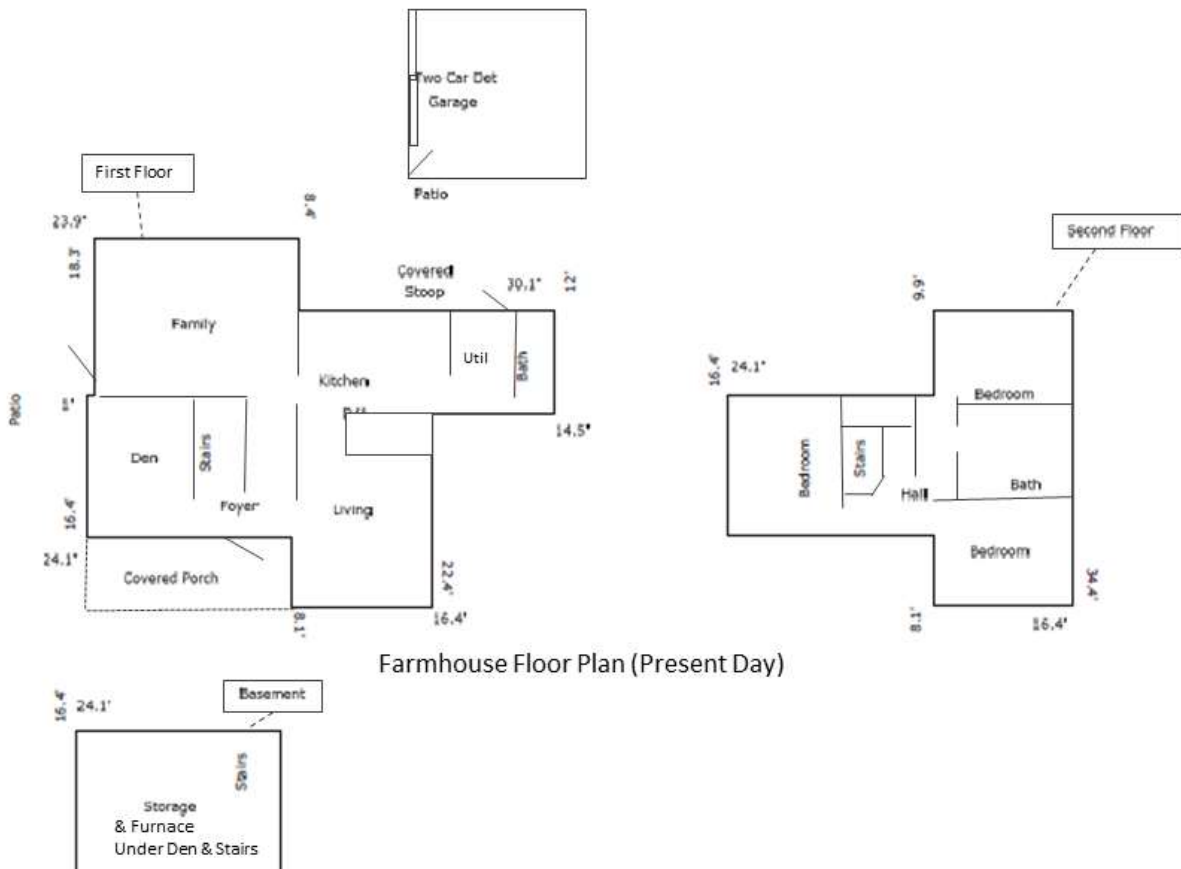 Two Car Det
Garage
Patio
First Floor
23.9'
8.4'
18.3'
Covered
Stoop
30.1'
12'
Family
Util
Bath
Kitchen
Patio
14.5'
Den
Stairs
Foyer
Living
16.4'
24.1'
Covered Porch
22.4'
8.1'
16.4'
Second Floor
9.9'
16.4'
24.1'
Bedroom
Bedroom
Stairs
Hall
Bath
Bedroom
34.4'
8.1'
16.4'
Farmhouse Floor Plan (Present Day)
Basement
16.4'
24.1'
Stairs
Storage
& Furnace
Under Den & Stairs